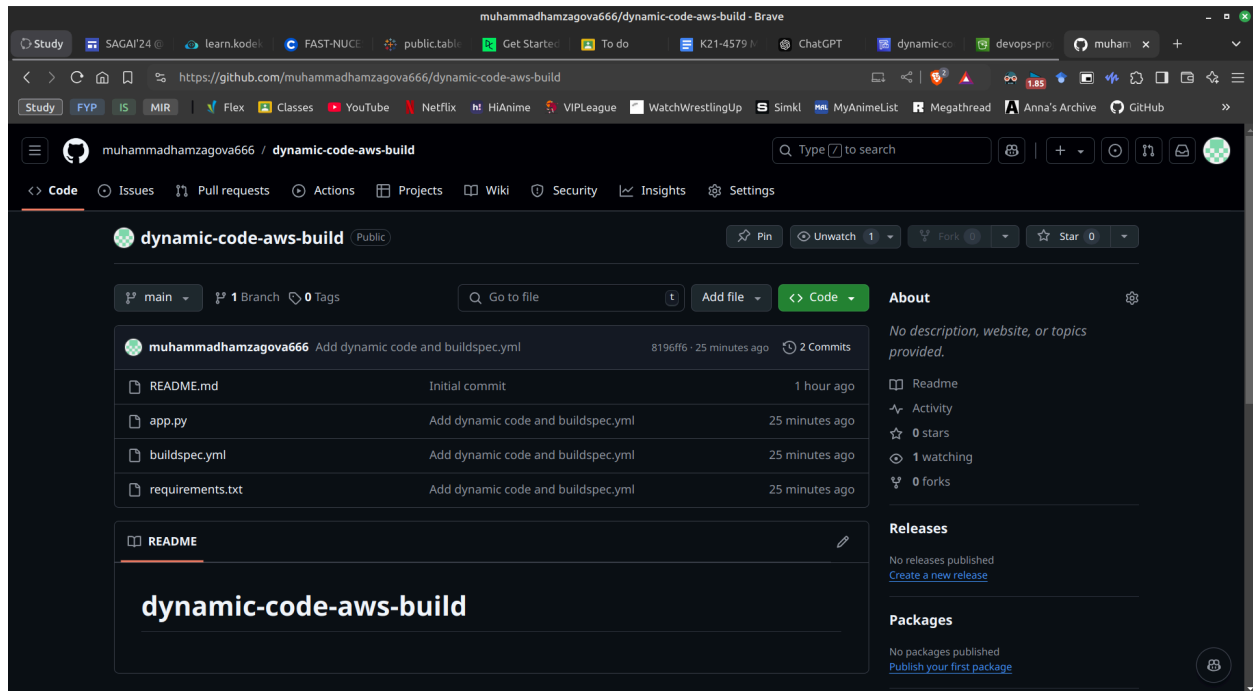 muhammadhamzagova666/dynamic-code-aws-build - Brave
Study SAGAI'24 @ learn.kodek FAST-NUCE public.table Get Started To do K21-4579 M ChatGPT dynamic-co devops-pro muham
https://github.com/muhammadhamzagova666/dynamic-code-aws-build 2 1.85
Study FYP IS MIR Flex Classes YouTube Netflix HiAnime VIPLeague WatchWrestlingUp Simkl MyAnimeList Megathread Anna's Archive GitHub »
muhammadhamzagova666 / dynamic-code-aws-build Type / to search
Code Issues Pull requests Actions Projects Wiki Security Insights Settings
dynamic-code-aws-build Public Pin Unwatch 1 Fork 0 Star 0
main 1 Branch 0 Tags Go to file t Add file Code
muhammadhamzagova666 Add dynamic code and buildspec.yml 8196ff6 · 25 minutes ago 2 Commits
README.md Initial commit 1 hour ago
app.py Add dynamic code and buildspec.yml 25 minutes ago
buildspec.yml Add dynamic code and buildspec.yml 25 minutes ago
requirements.txt Add dynamic code and buildspec.yml 25 minutes ago
README
dynamic-code-aws-build
About
No description, website, or topics
provided.
Readme
Activity
0 stars
1 watching
0 forks
Releases
No releases published
Create a new release
Packages
No packages published
Publish your first package